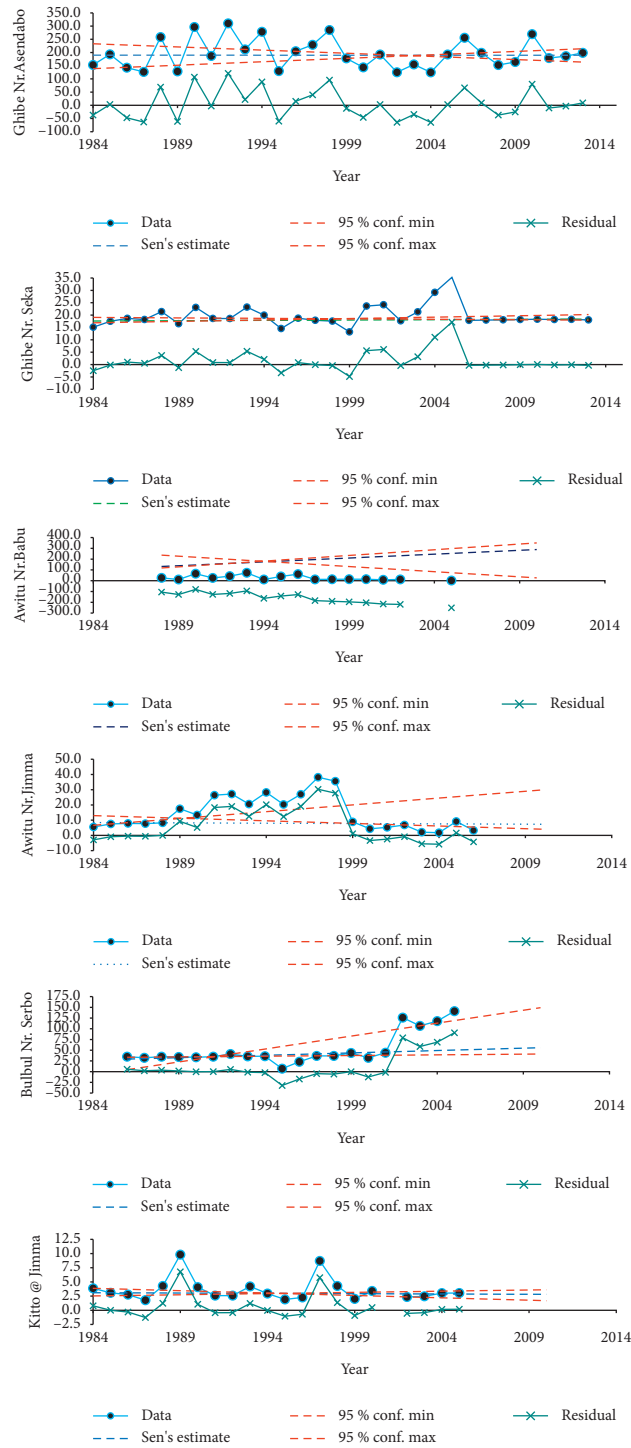 Ghibe Nr.Asendabo
350.0
300.0
250.0
200.0
150.0
100.0
50.0
0.0
−50.0
−100.0
1984 1989 1994 1999 2004 2009 2014
Year
Data 95 % conf. min Residual
Sen's estimate 95 % conf. max
Ghibe Nr. Seka
35.0
30.0
25.0
20.0
15.0
10.0
5.0
0.0
−5.0
−10.0
1984 1989 1994 1999 2004 2009 2014
Year
Data 95 % conf. min Residual
Sen's estimate 95 % conf. max
Awitu Nr.Babu
400.0
300.0
200.0
100.0
0.0
−100.0
−200.0
−300.0
1984 1989 1994 1999 2004 2009 2014
Year
Data 95 % conf. min Residual
Sen's estimate 95 % conf. max
Awitu Nr.Jimma
50.0
40.0
30.0
20.0
10.0
0.0
−10.0
1984 1989 1994 1999 2004 2009 2014
Year
Data 95 % conf. min Residual
Sen's estimate 95 % conf. max
Bulbul Nr. Serbo
175.0
150.0
125.0
100.0
75.0
50.0
25.0
0.0
−25.0
−50.0
1984 1989 1994 1999 2004 2009 2014
Year
Data 95 % conf. min Residual
Sen's estimate 95 % conf. max
Kitto @ Jimma
12.5
10.0
7.5
5.0
2.5
0.0
−2.5
1984 1989 1994 1999 2004 2009 2014
Year
Data 95 % conf. min Residual
Sen's estimate 95 % conf. max